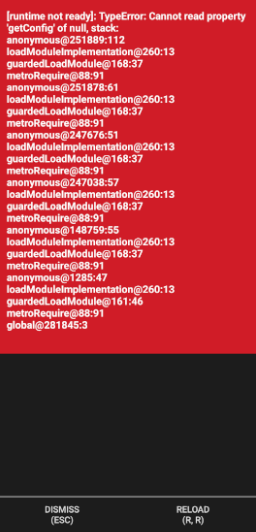 [runtime not ready]: TypeError: Cannot read property
'getConfig' of null, stack:
anonymous@251889:112
loadModuleImplementation@260:13
guardedLoadModule@168:37
metroRequire@88:91
anonymous@251878:61
loadModuleImplementation@260:13
guardedLoadModule@168:37
metroRequire@88:91
anonymous@247676:51
loadModuleImplementation@260:13
guardedLoadModule@168:37
metroRequire@88:91
anonymous@247038:57
loadModuleImplementation@260:13
guardedLoadModule@168:37
metroRequire@88:91
anonymous@148759:55
loadModuleImplementation@260:13
guardedLoadModule@168:37
metroRequire@88:91
anonymous@1285:47
loadModuleImplementation@260:13
guardedLoadModule@161:46
metroRequire@88:91
global@281845:3
DISMISS
(ESC)
RELOAD
(R, R)